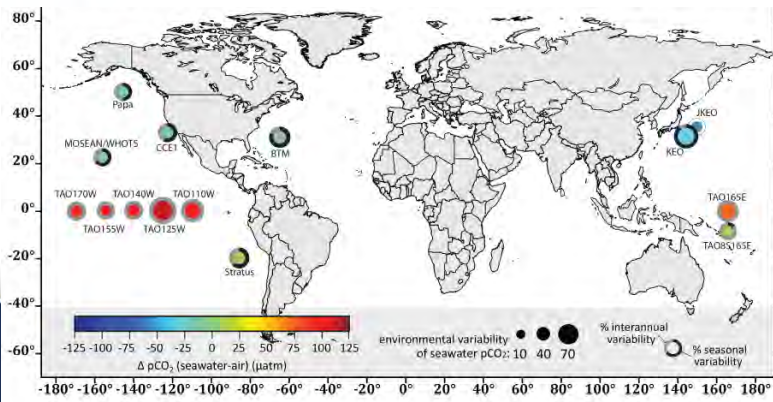 80°
60°
40°
20°
0°
-20°
-40°
-60°
Papa
MOSEAN/WHOTS
CCE1
BTM
JKEO
KEO
TAO170W
TAO140W
TAO110W
TAO155W
TAO125W
TAO165E
TAO8S165E
Stratus
-125 -100 -75 -50 -25 0 25 50 75 100 125
Δ pCO₂ (seawater-air) (μatm)
environmental variability
of seawater pCO₂:
10 40 70
% interannual
variability
% seasonal
variability
-180° -160° -140° -120° -100° -80° -60° -40° -20° 0° 20° 40° 60° 80° 100° 120° 140° 160° 180°